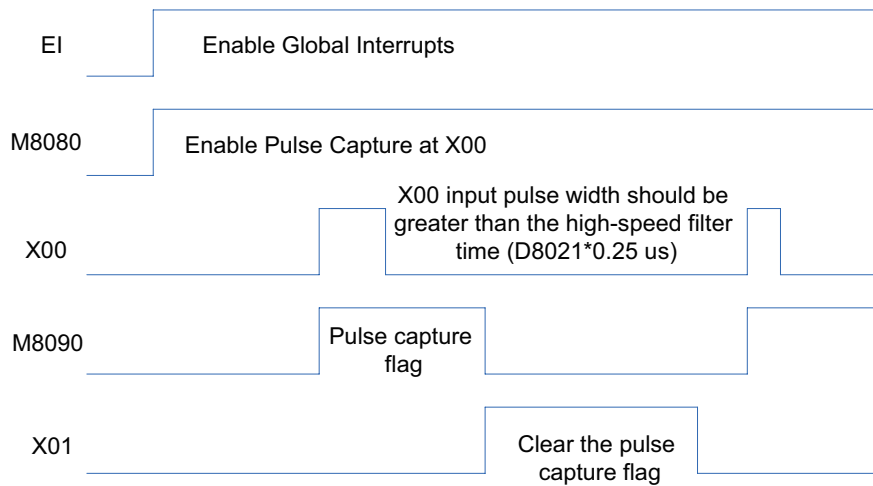 EI
Enable Global Interrupts
M8080
Enable Pulse Capture at X00
X00 input pulse width should be
greater than the high-speed filter
time (D8021*0.25 us)
X00
M8090
Pulse capture
flag
X01
Clear the pulse
capture flag